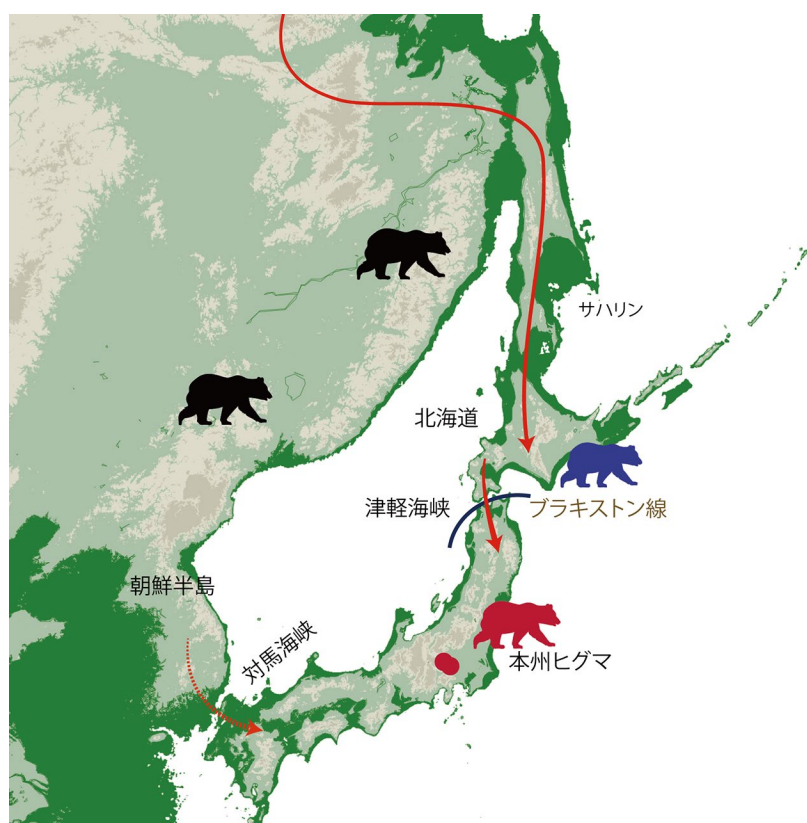 サハリン
北海道
津軽海峡
ブラキストン線
朝鮮半島
対馬海峡
本州ヒグマ